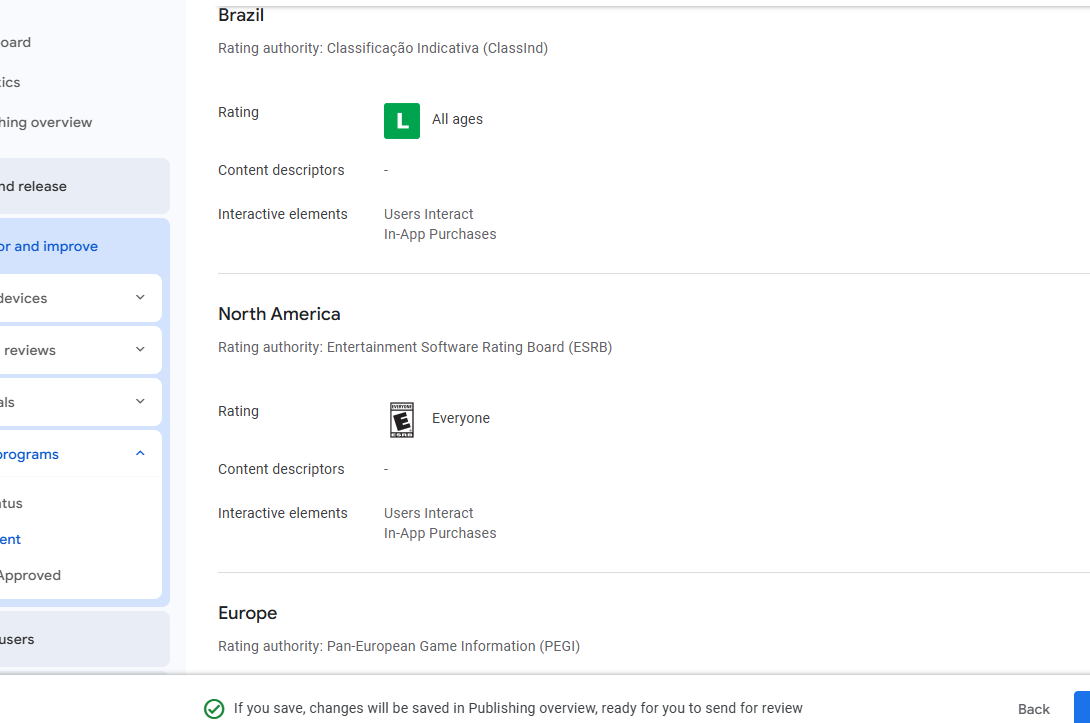 Brazil
oard
Rating authority: Classificação Indicativa (ClassInd)
tics
Rating
L All ages
hing overview
Content descriptors -
nd release
Interactive elements Users Interact
In-App Purchases
or and improve
devices
North America
reviews
Rating authority: Entertainment Software Rating Board (ESRB)
als
Rating
EVERYONE
E
ESRB
Everyone
programs
Content descriptors -
atus
Interactive elements Users Interact
In-App Purchases
ent
Approved
Europe
users
Rating authority: Pan-European Game Information (PEGI)
If you save, changes will be saved in Publishing overview, ready for you to send for review
Back